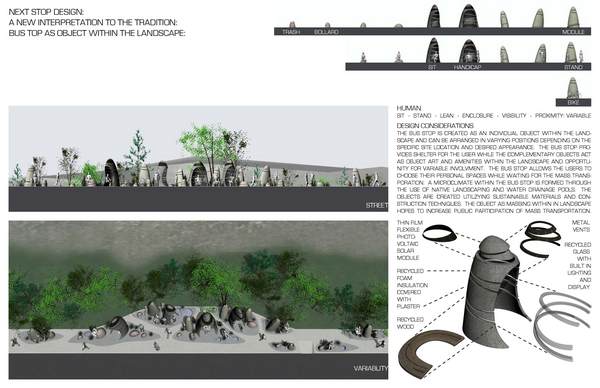 NEXT STOP DESIGN:
A NEW INTERPRETATION TO THE TRADITION:
BUS TOP AS OBJECT WITHIN THE LANDSCAPE:
TRASH BOLLARD MODULE
SIT HANDICAP STAND
BIKE
HUMAN
SIT - STAND - LEAN - ENCLOSURE - VISIBILITY - PROXIMITY: VARIABLE
DESIGN CONSIDERATIONS
THE BUS STOP IS CREATED AS AN INDIVIDUAL OBJECT WITHIN THE LAND-
SCAPE AND CAN BE ARRANGED IN VARYING POSITIONS DEPENDING ON THE
SPECIFIC SITE LOCATION AND DESIRED APPEARANCE. THE BUS STOP PRO-
VIDES SHELTER FOR THE USER WHILE THE COMPLEMENTARY OBJECTS ACT
AS ART AND AMENITIES WITHIN THE LANDSCAPE AND OPPORTU-
NITY FOR VARIABLE INVOLVMENT. THE BUS STOP ALLOWS THE USERS TO
CHOOSE THEIR PERSONAL SPACES WHILE WAITING FOR THE MASS TRANS-
PORATION. A MICROCLIMATE WITHIN THE BUS STOP IS FORMED THROUGH
THE USE OF NATIVE LANDSCAPING AND WATER DRAINAGE POOLS. THE
OBJECTS ARE CREATED UTILIZING SUSTAINABLE MATERIALS AND CON-
STRUCTION TECHNIQUES. THE OBJECT AS MASSING WITHIN IN LANDSCAPE
HOPES TO INCREASE PUBLIC PARTICIPATION OF MASS TRANSPORTATION.
STREET
THIN FILM
FLEXIBLE
PHOTO-
VOLTAIC
SOLAR
MODULE
RECYCLED
FOAM
INSULATION
COVERED
WITH
PLASTER
RECYCLED
WOOD
METAL
VENTS
RECYCLED
GLASS
WITH
BUILT IN
LIGHTING
AND
DISPLAY
VARIABILITY